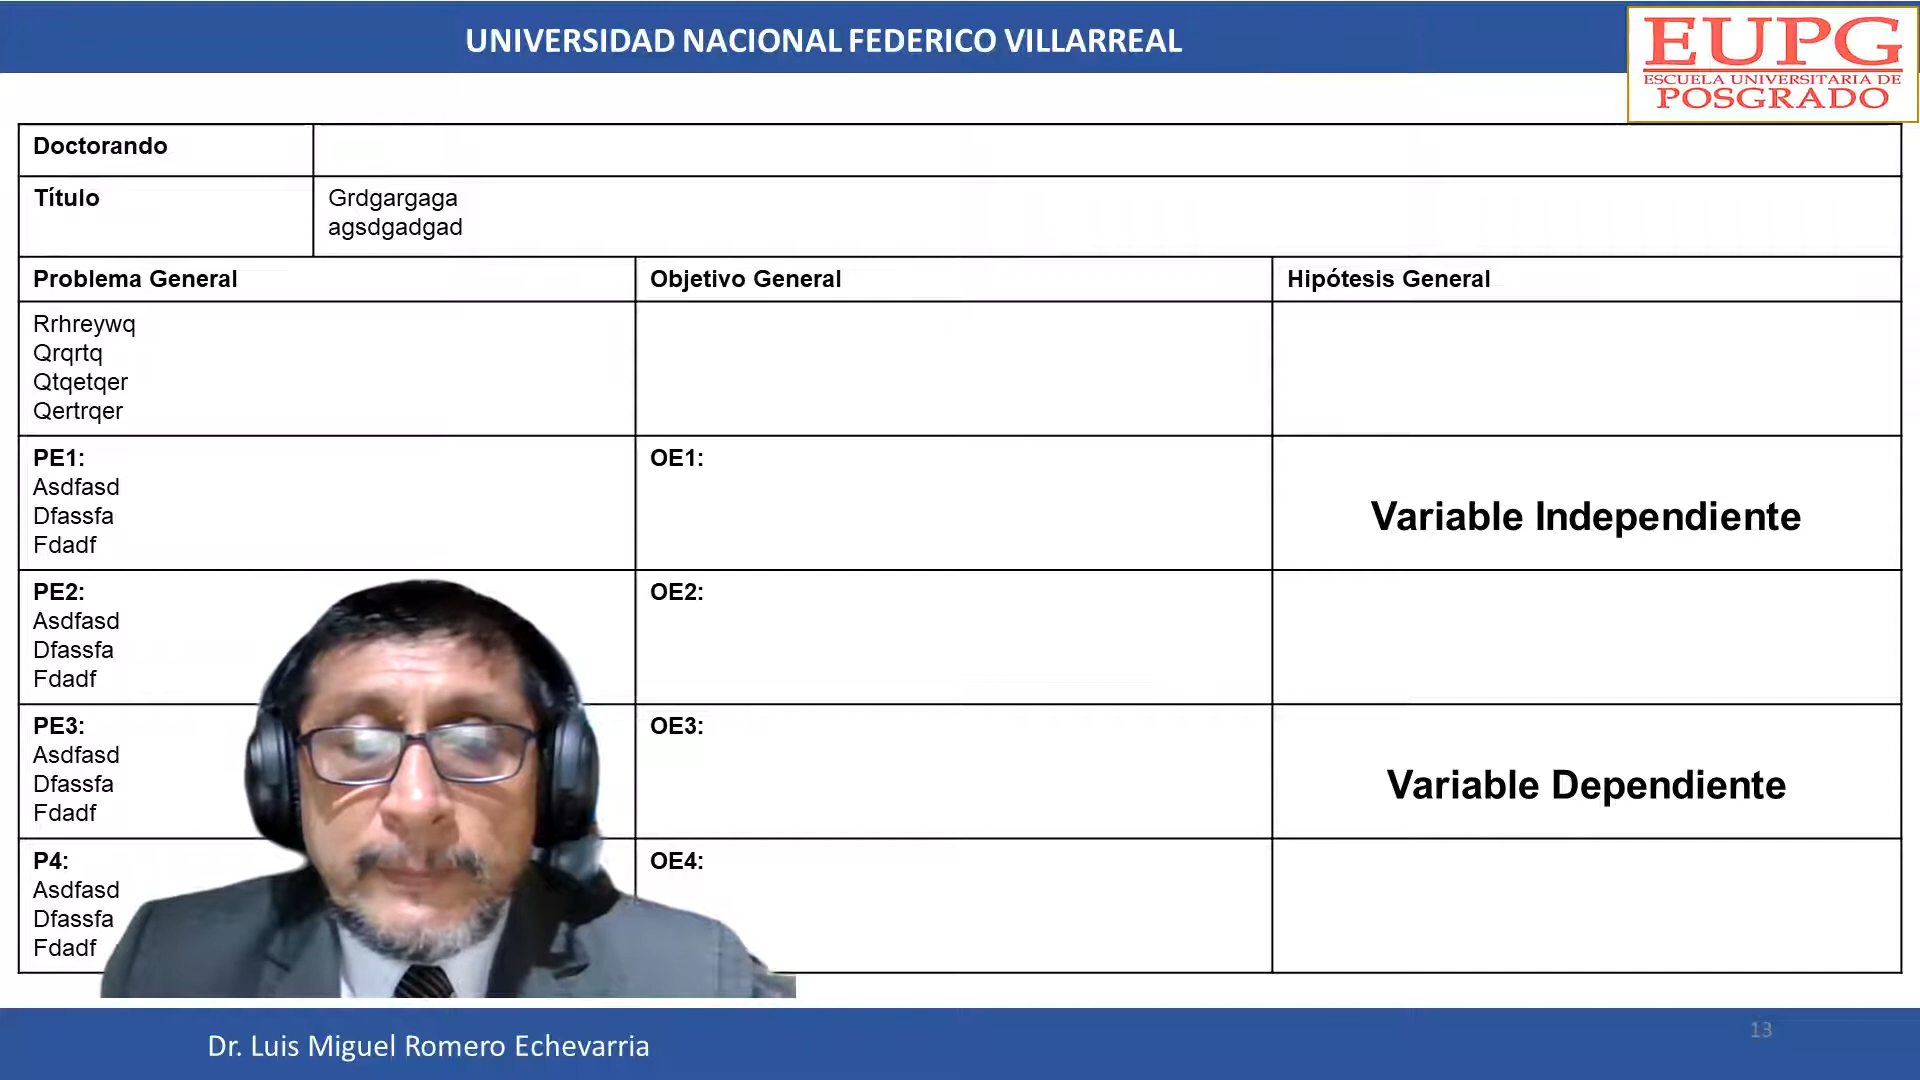 UNIVERSIDAD NACIONAL FEDERICO VILLARREAL
EUPG
ESCUELA UNIVERSITARIA DE
POSGRADO
Doctorando
Título
Grdgargaga
agsdgadgad
Problema General
Objetivo General
Hipótesis General
Rrhreywq
Qrqrtq
Qtqetqer
Qertrqer
PE1:
Asdfasd
Dfassfa
Fdadf
OE1:
Variable Independiente
PE2:
Asdfasd
Dfassfa
Fdadf
OE2:
PE3:
Asdfasd
Dfassfa
Fdadf
OE3:
Variable Dependiente
P4:
Asdfasd
Dfassfa
Fdadf
OE4:
Dr. Luis Miguel Romero Echevarria
13